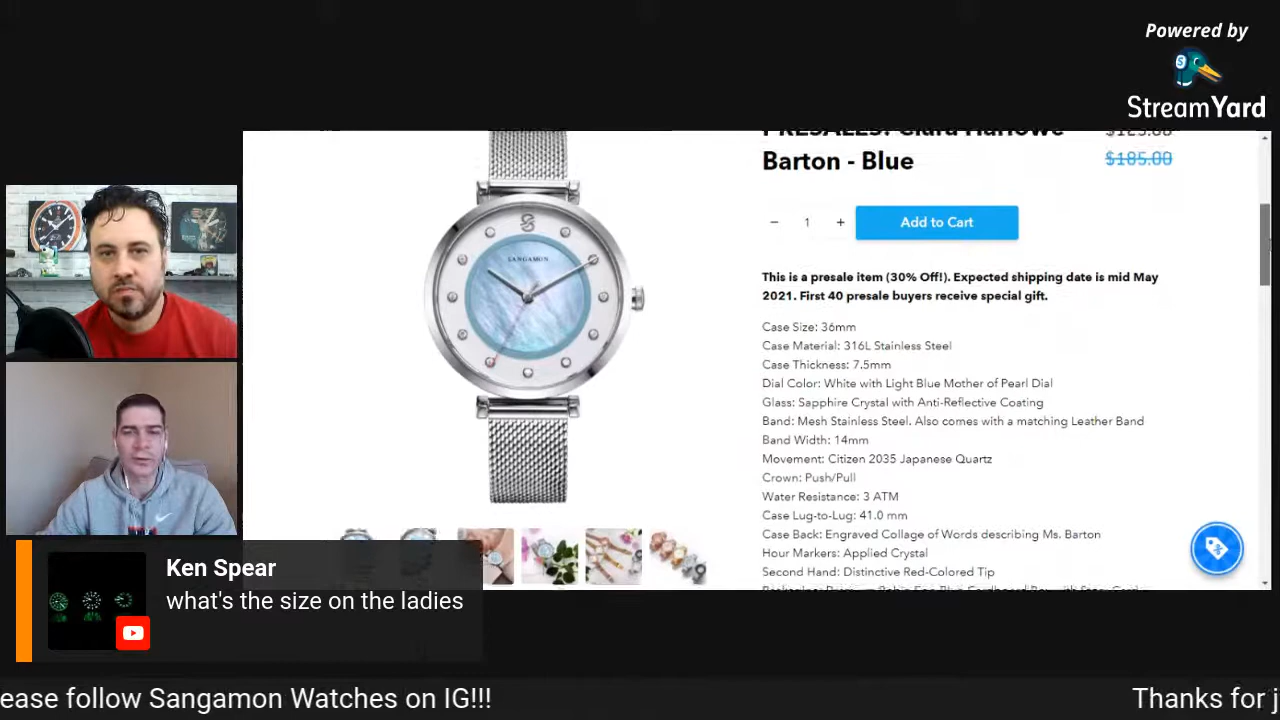 Powered by
StreamYard
PRESALES: Clara Harlowe
Barton - Blue
$125.00
$185.00
− 1 +
Add to Cart
This is a presale item (30% Off!). Expected shipping date is mid May
2021. First 40 presale buyers receive special gift.
Case Size: 36mm
Case Material: 316L Stainless Steel
Case Thickness: 7.5mm
Dial Color: White with Light Blue Mother of Pearl Dial
Glass: Sapphire Crystal with Anti-Reflective Coating
Band: Mesh Stainless Steel. Also comes with a matching Leather Band
Band Width: 14mm
Movement: Citizen 2035 Japanese Quartz
Crown: Push/Pull
Water Resistance: 3 ATM
Case Lug-to-Lug: 41.0 mm
Case Back: Engraved Collage of Words describing Ms. Barton
Hour Markers: Applied Crystal
Second Hand: Distinctive Red-Colored Tip
SANGAMON
Ken Spear
what's the size on the ladies
ease follow Sangamon Watches on IG!!!
Thanks for j